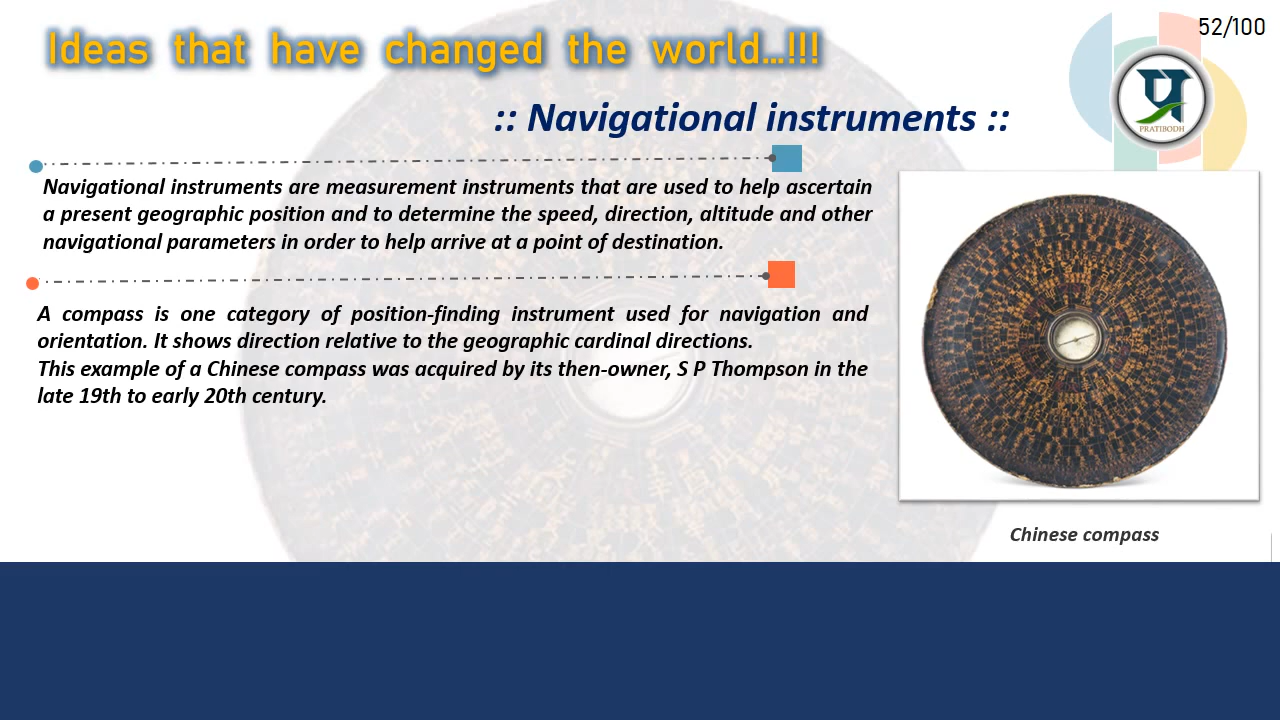 52/100
Ideas that have changed the world...!!!
:: Navigational instruments ::
PRATIBODH
Navigational instruments are measurement instruments that are used to help ascertain
a present geographic position and to determine the speed, direction, altitude and other
navigational parameters in order to help arrive at a point of destination.
A compass is one category of position-finding instrument used for navigation and
orientation. It shows direction relative to the geographic cardinal directions.
This example of a Chinese compass was acquired by its then-owner, S P Thompson in the
late 19th to early 20th century.
Chinese compass